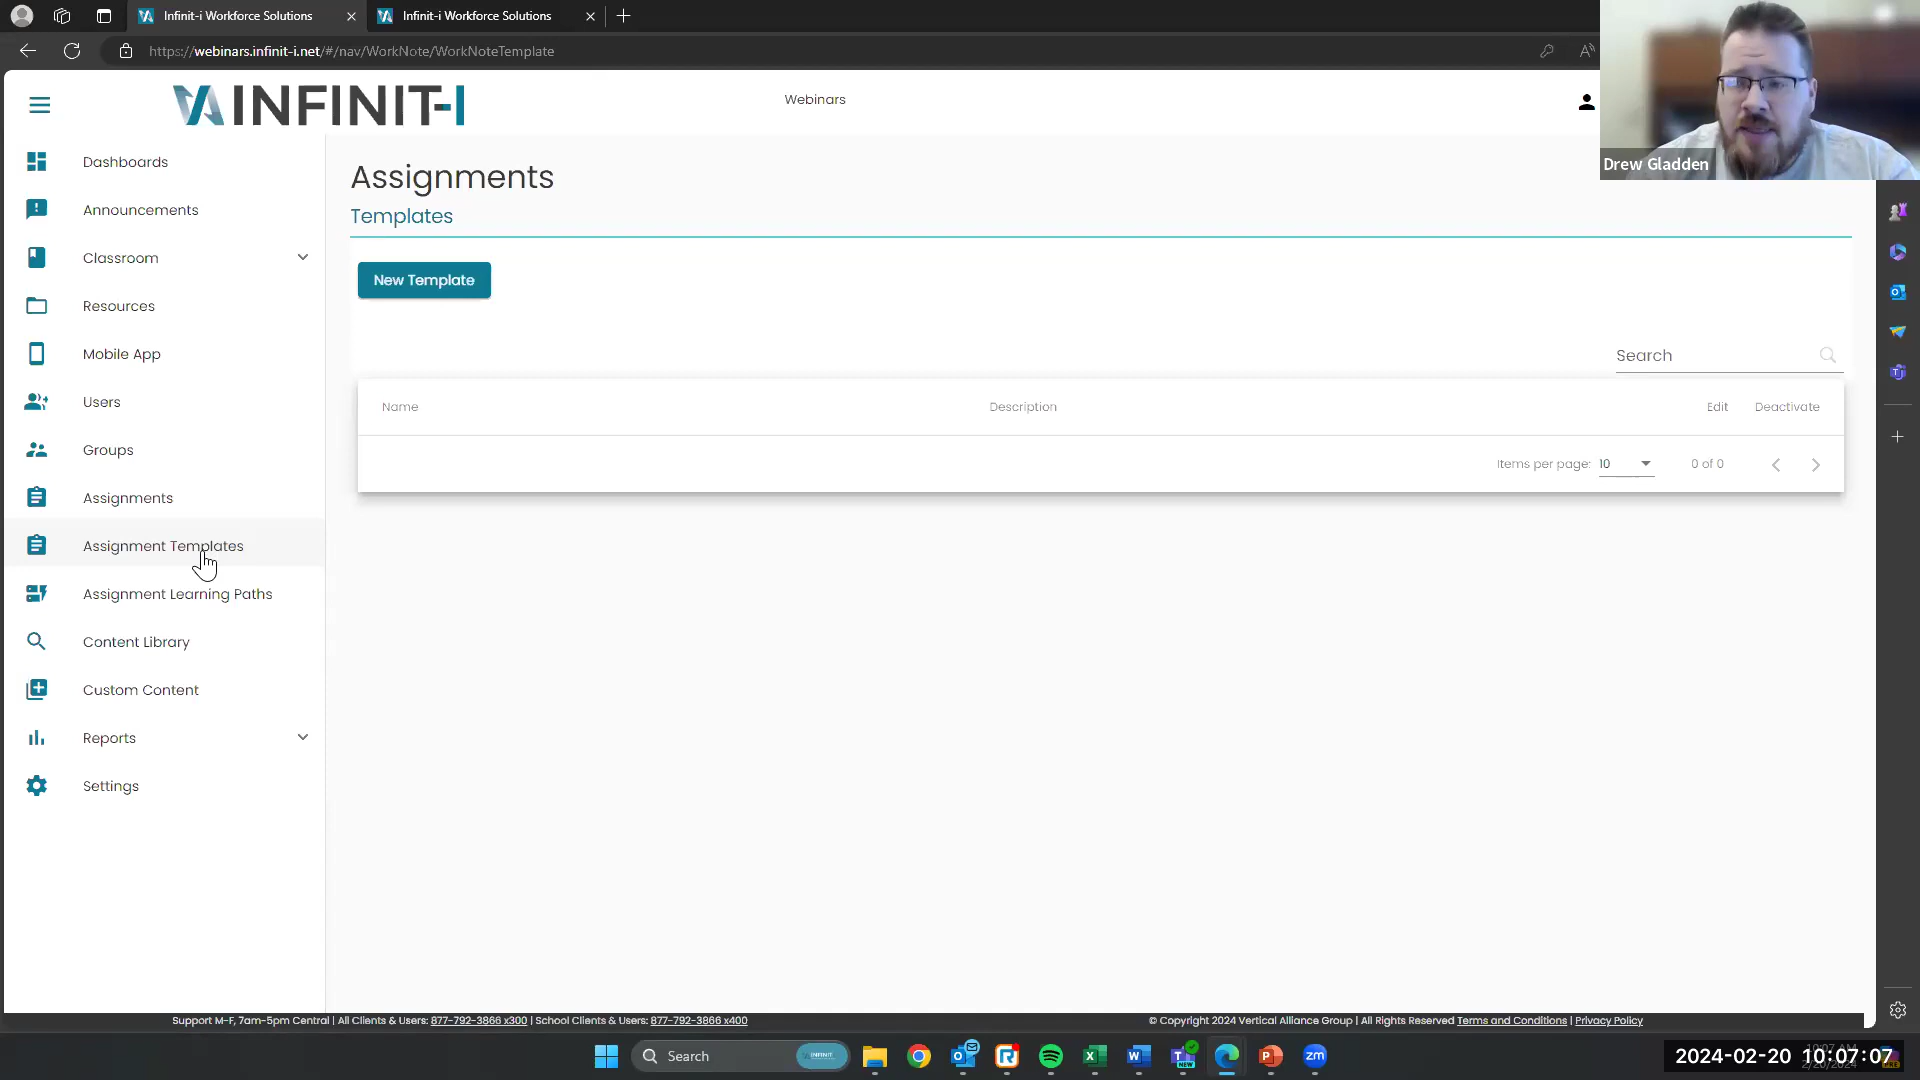 Infinit-i Workforce Solutions
Infinit-i Workforce Solutions
https://webinars.infinit-i.net/#/nav/WorkNote/WorkNoteTemplate
INFINIT-I
Webinars
Drew Gladden
Dashboards
Announcements
Classroom
Resources
Mobile App
Users
Groups
Assignments
Assignment Templates
Assignment Learning Paths
Content Library
Custom Content
Reports
Settings
Assignments
Templates
New Template
Search
Name Description Edit Deactivate
Items per page: 10 0 of 0
Support M-F, 7am-5pm Central | All Clients & Users: 877-792-3866 x300 | School Clients & Users: 877-792-3866 x400
© Copyright 2024 Vertical Alliance Group | All Rights Reserved Terms and Conditions | Privacy Policy
Search
2024-02-20 10:07:07